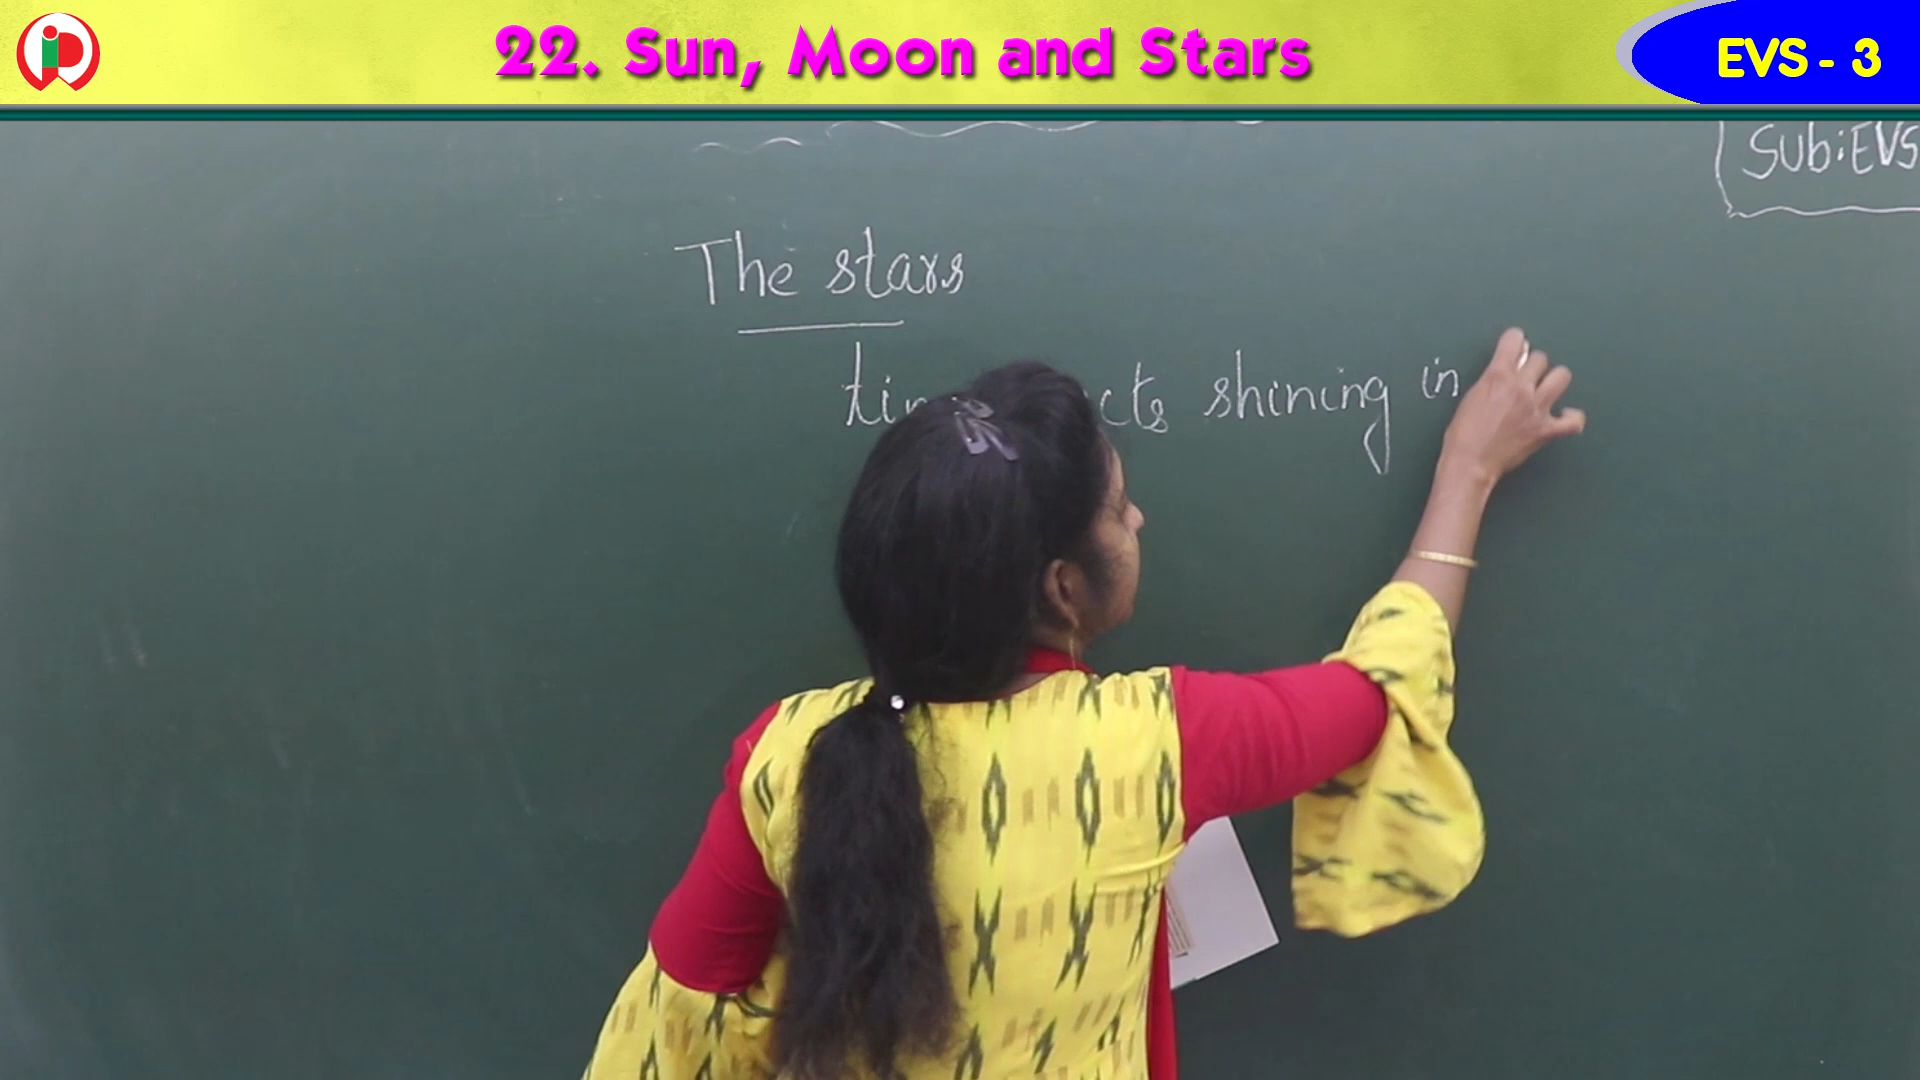 22. Sun, Moon and Stars
EVS - 3
Sub:EVS
The stars
shining in